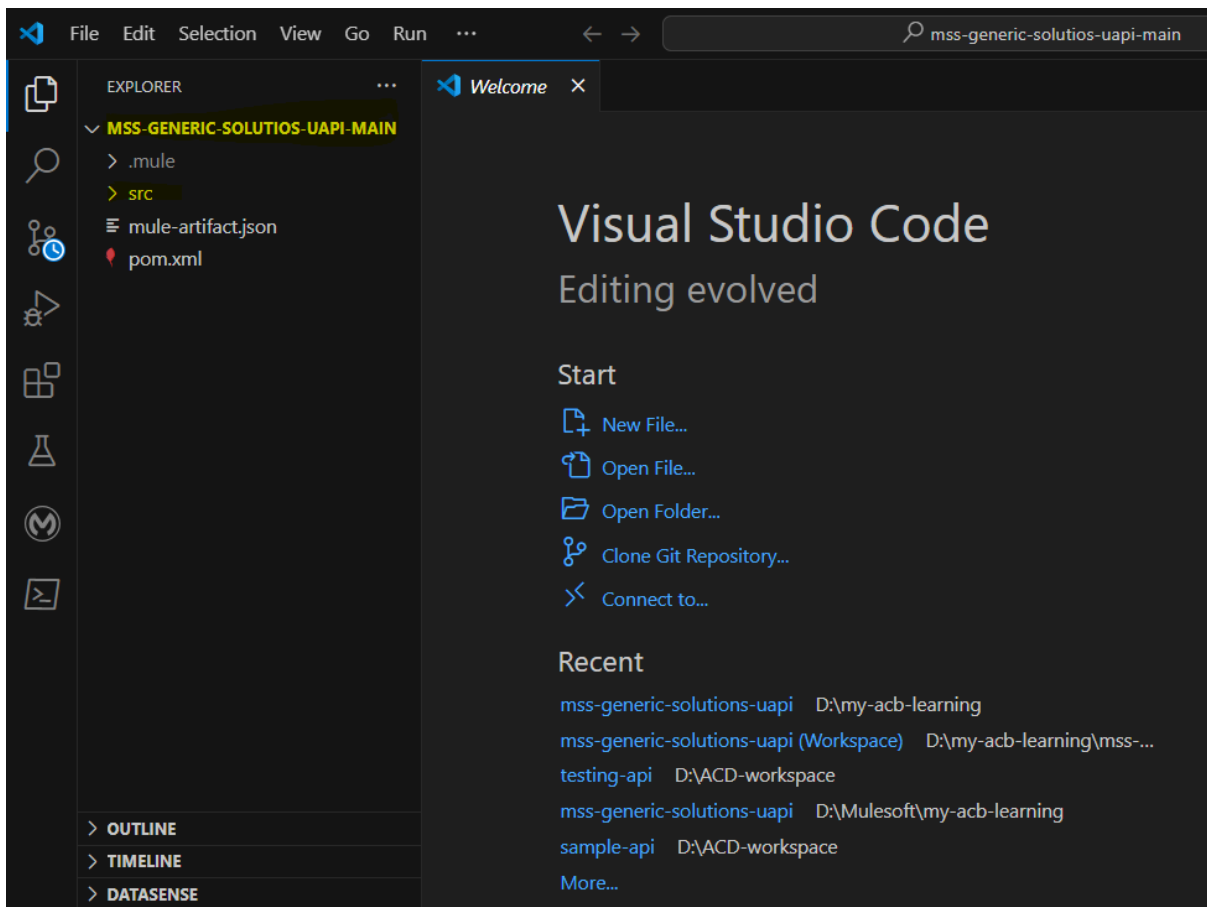 File Edit Selection View Go Run ··· ← → mss-generic-solutios-uapi-main
EXPLORER ···
Welcome ×
MSS-GENERIC-SOLUTIOS-UAPI-MAIN
.mule
src
mule-artifact.json
pom.xml
Visual Studio Code
Editing evolved
Start
New File...
Open File...
Open Folder...
Clone Git Repository...
Connect to...
Recent
mss-generic-solutions-uapi D:\my-acb-learning
mss-generic-solutions-uapi (Workspace) D:\my-acb-learning\mss-...
testing-api D:\ACD-workspace
mss-generic-solutions-uapi D:\Mulesoft\my-acb-learning
sample-api D:\ACD-workspace
More...
OUTLINE
TIMELINE
DATASENSE